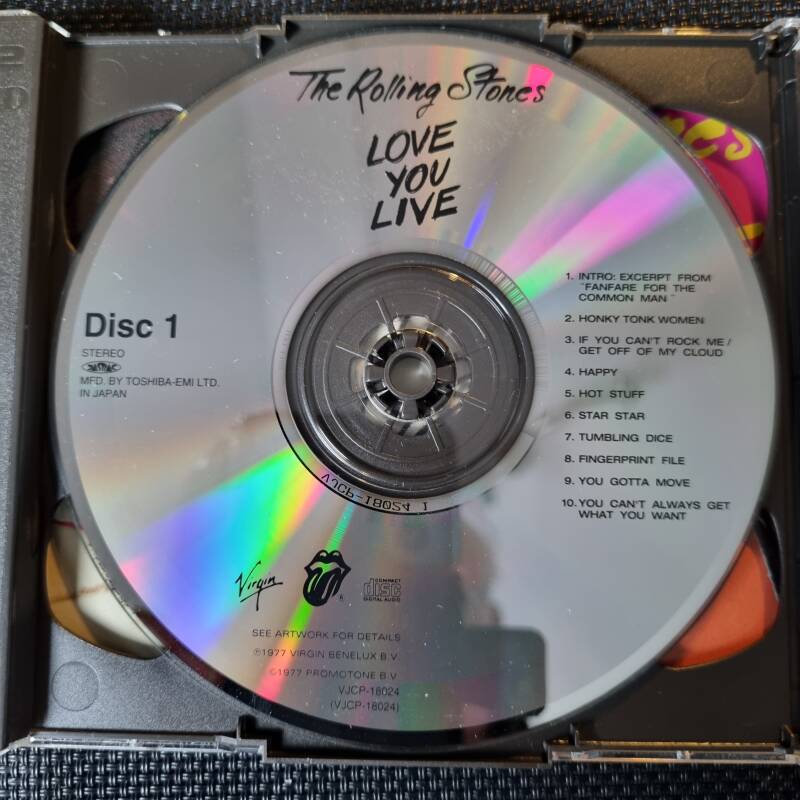 The Rolling Stones
LOVE
YOU
LIVE
Disc 1
STEREO
MFD. BY TOSHIBA-EMI LTD.
IN JAPAN
1. INTRO: EXCERPT FROM
"FANFARE FOR THE
COMMON MAN"
2. HONKY TONK WOMEN
3. IF YOU CAN'T ROCK ME/
GET OFF OF MY CLOUD
4. HAPPY
5. HOT STUFF
6. STAR STAR
7. TUMBLING DICE
8. FINGERPRINT FILE
9. YOU GOTTA MOVE
10. YOU CAN'T ALWAYS GET
WHAT YOU WANT
VJCP-18024 1
Virgin
COMPACT
disc
DIGITAL AUDIO
SEE ARTWORK FOR DETAILS
℗1977 VIRGIN BENELUX B.V.
©1977 PROMOTONE B.V.
VJCP-18024
(VJCP-18024)